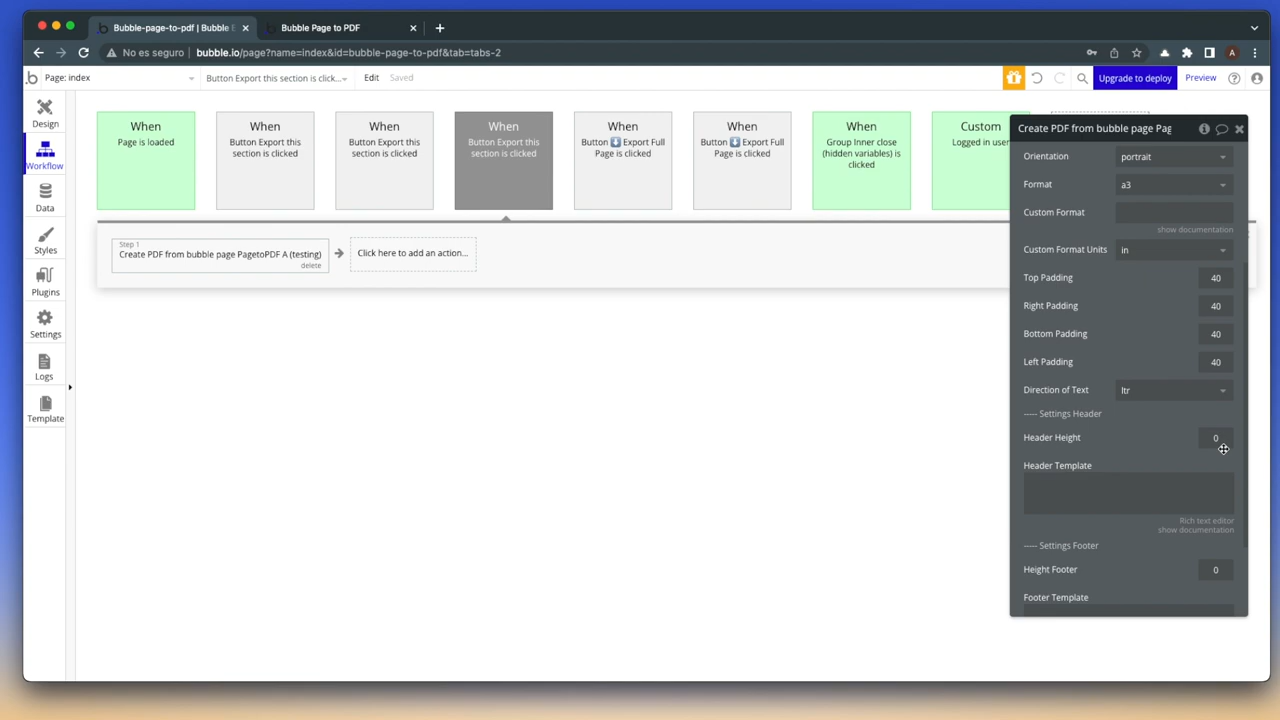 Bubble-page-to-pdf | Bubble E
Bubble Page to PDF
No es seguro
bubble.io/page?name=index&id=bubble-page-to-pdf&tab=tabs-2
A
Page: index
Button Export this section is click...
Edit
Saved
Upgrade to deploy
Preview
Design
Workflow
Data
Styles
Plugins
Settings
Logs
Template
When
Page is loaded
When
Button Export this
section is clicked
When
Button Export this
section is clicked
When
Button Export this
section is clicked
When
Button ⬇️ Export Full
Page is clicked
When
Button ⬇️ Export Full
Page is clicked
When
Group Inner close
(hidden variables) is
clicked
Custom
Logged in user
Step 1
Create PDF from bubble page PagetoPDF A (testing)
delete
Click here to add an action...
Create PDF from bubble page Pag
Orientation
portrait
Format
a3
Custom Format
show documentation
Custom Format Units
in
Top Padding
40
Right Padding
40
Bottom Padding
40
Left Padding
40
Direction of Text
ltr
----- Settings Header
Header Height
0
Header Template
Rich text editor
show documentation
----- Settings Footer
Height Footer
0
Footer Template